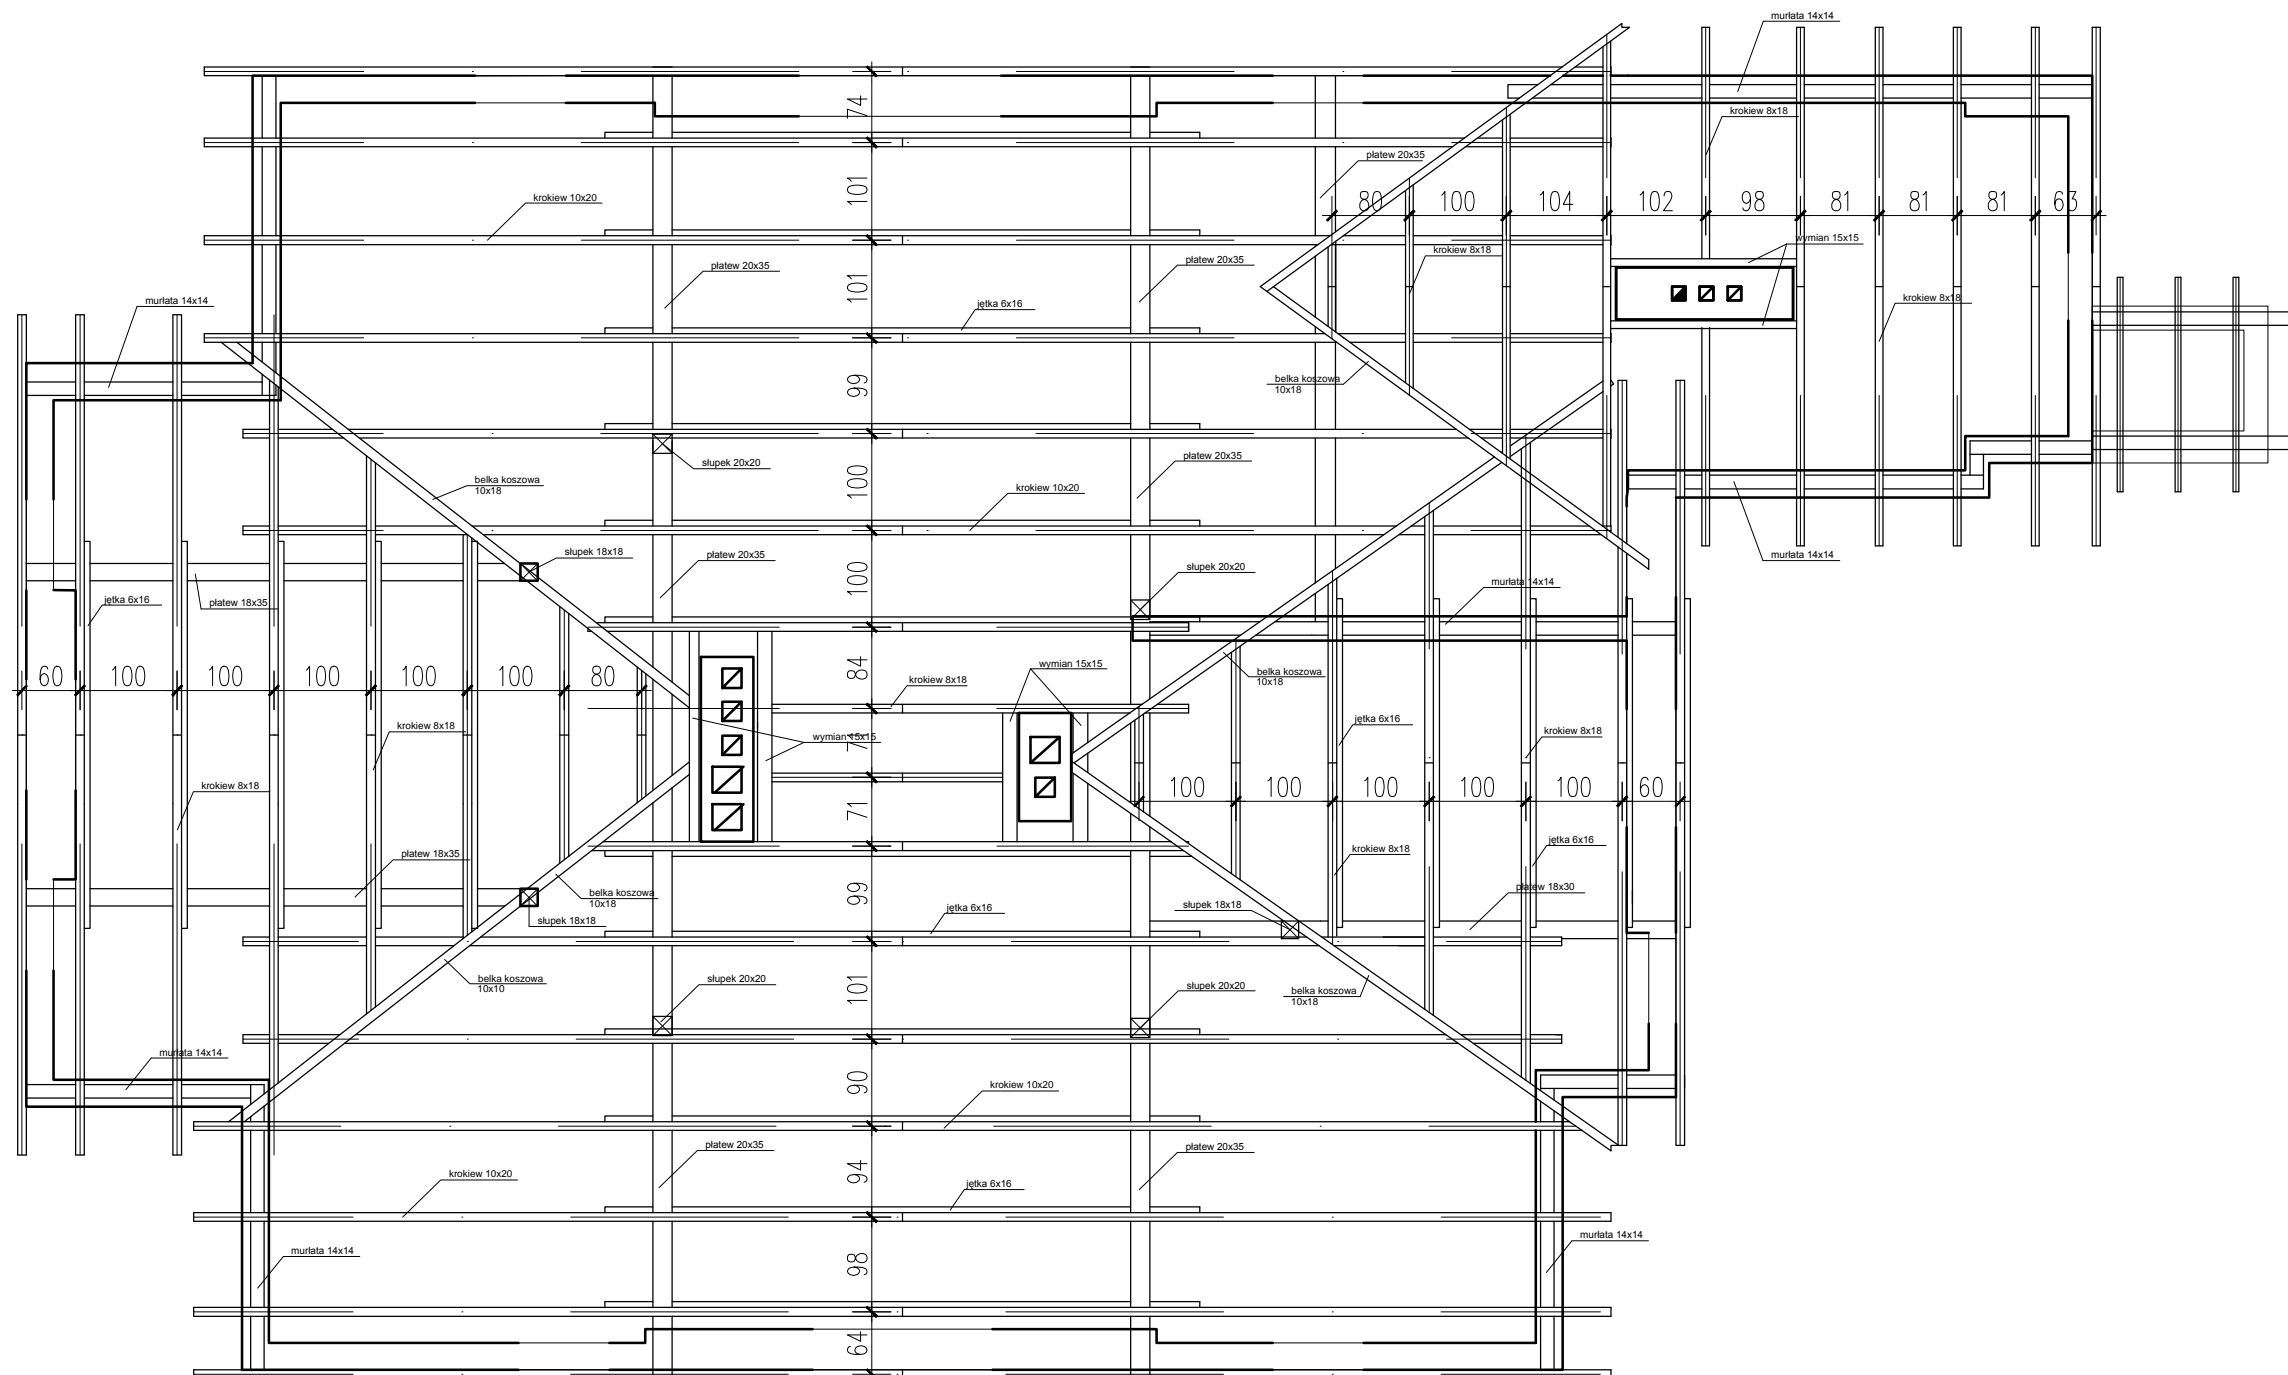 murłata 14x14
74
krokiew 8x18
płatew 20x35
101
krokiew 10x20
80
100
104
102
98
81
81
81
63
wymian 15x15
krokiew 8x18
płatew 20x35
płatew 20x35
101
murłata 14x14
jętka 6x16
krokiew 8x18
99
belka koszowa
10x18
płatew 20x35
słupek 20x20
belka koszowa
10x18
100
krokiew 10x20
słupek 18x18
płatew 20x35
murłata 14x14
słupek 20x20
100
murłata 14x14
jętka 6x16
płatew 18x35
60
100
100
100
100
100
80
84
wymian 15x15
krokiew 8x18
belka koszowa
10x18
krokiew 8x18
jętka 6x16
krokiew 8x18
wymian 15x15
71
krokiew 8x18
100
100
100
100
100
60
71
płatew 18x35
krokiew 8x18
jętka 6x16
belka koszowa
10x18
99
płatew 18x30
słupek 18x18
jętka 6x16
słupek 18x18
belka koszowa
10x10
słupek 20x20
101
słupek 20x20
belka koszowa
10x18
murłata 14x14
90
krokiew 10x20
płatew 20x35
płatew 20x35
krokiew 10x20
94
jętka 6x16
murłata 14x14
98
murłata 14x14
64